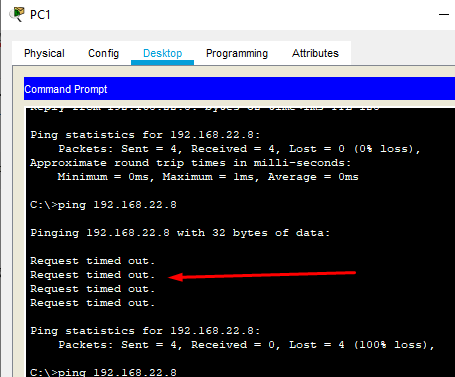 PC1
Physical Config Desktop Programming Attributes
Command Prompt
Ping statistics for 192.168.22.8:
Packets: Sent = 4, Received = 4, Lost = 0 (0% loss),
Approximate round trip times in milli-seconds:
Minimum = 0ms, Maximum = 1ms, Average = 0ms
C:\>ping 192.168.22.8
Pinging 192.168.22.8 with 32 bytes of data:
Request timed out.
Request timed out.
Request timed out.
Request timed out.
Ping statistics for 192.168.22.8:
Packets: Sent = 4, Received = 0, Lost = 4 (100% loss),
C:\>ping 192.168.22.8